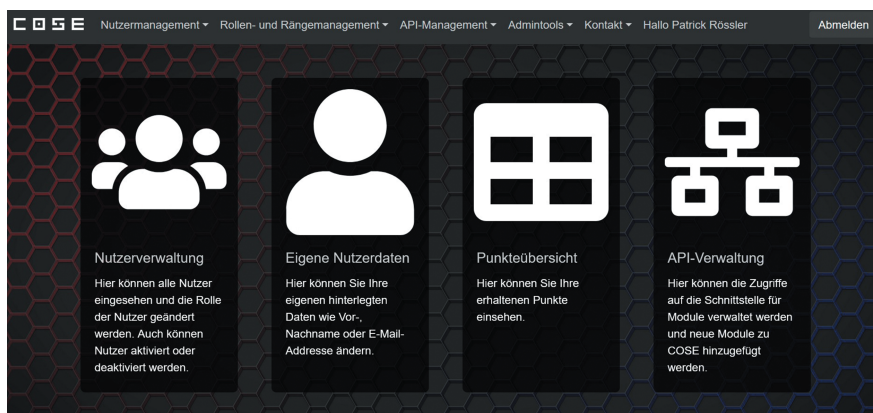 COSE Nutzermanagement Rollen- und Rängemanagement API-Management Admintools Kontakt Hallo Patrick Rössler Abmelden
Nutzerverwaltung
Hier können alle Nutzer
eingesehen und die Rolle
der Nutzer geändert
werden. Auch können
Nutzer aktiviert oder
deaktiviert werden.
Eigene Nutzerdaten
Hier können Sie Ihre
eigenen hinterlegten
Daten wie Vor-,
Nachname oder E-Mail-
Addresse ändern.
Punkteübersicht
Hier können Sie Ihre
erhaltenen Punkte
einsehen.
API-Verwaltung
Hier können die Zugriffe
auf die Schnittstelle für
Module verwaltet werden
und neue Module zu
COSE hinzugefügt
werden.